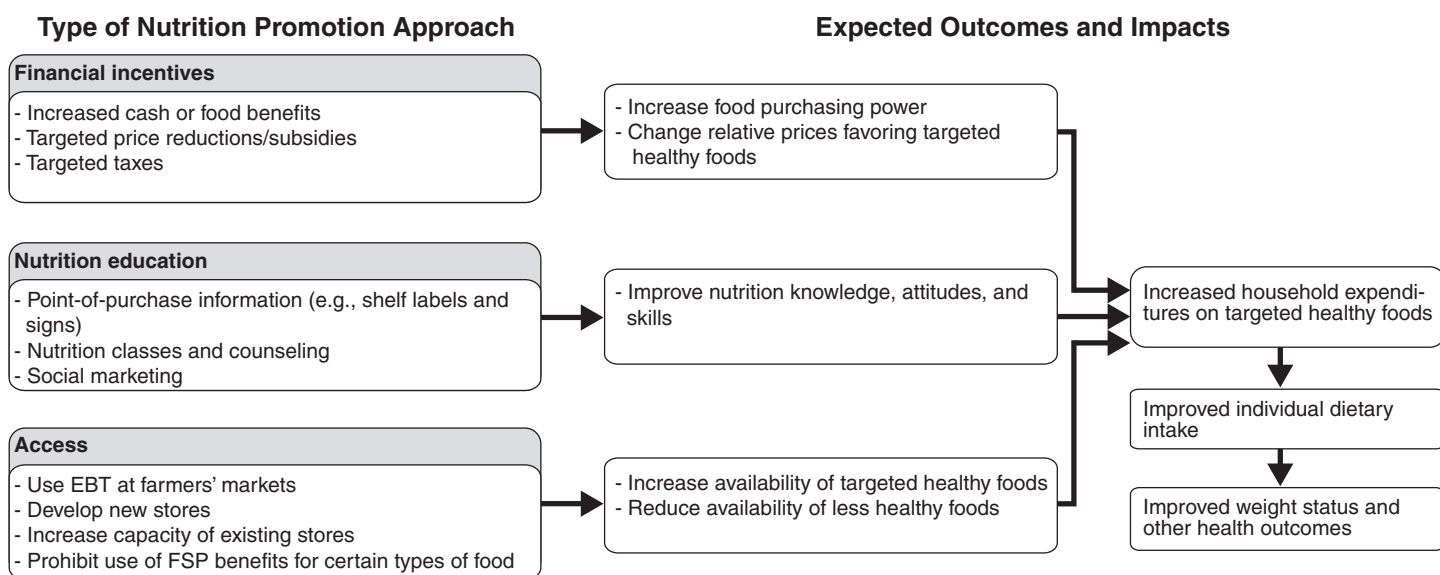 Type of Nutrition Promotion Approach
Expected Outcomes and Impacts
Financial incentives
- Increased cash or food benefits
- Targeted price reductions/subsidies
- Targeted taxes
- Increase food purchasing power
- Change relative prices favoring targeted
healthy foods
Nutrition education
- Point-of-purchase information (e.g., shelf labels and
signs)
- Nutrition classes and counseling
- Social marketing
- Improve nutrition knowledge, attitudes, and
skills
Access
- Use EBT at farmers’ markets
- Develop new stores
- Increase capacity of existing stores
- Prohibit use of FSP benefits for certain types of food
- Increase availability of targeted healthy foods
- Reduce availability of less healthy foods
Increased household expendi-
tures on targeted healthy foods
Improved individual dietary
intake
Improved weight status and
other health outcomes